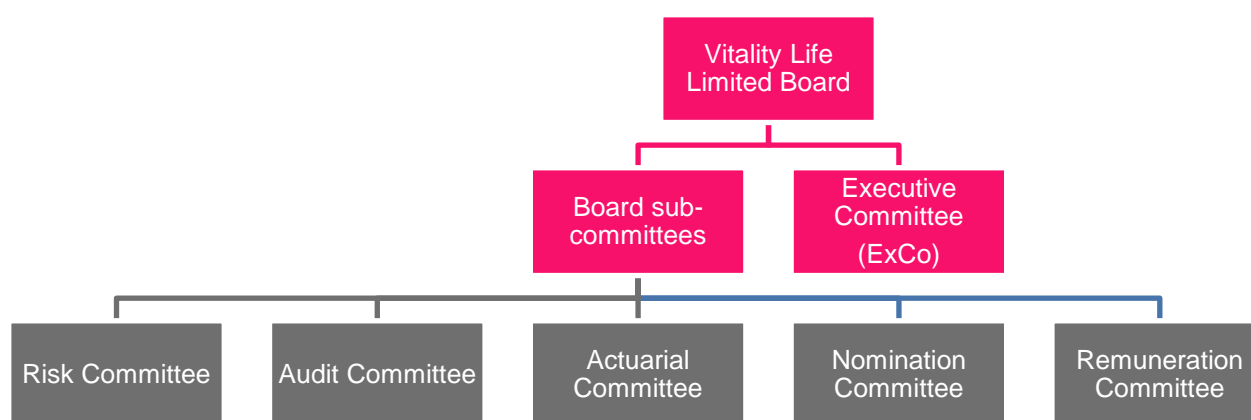 Vitality Life
Limited Board
Board sub-
committees
Executive
Committee
(ExCo)
Risk Committee
Audit Committee
Actuarial
Committee
Nomination
Committee
Remuneration
Committee